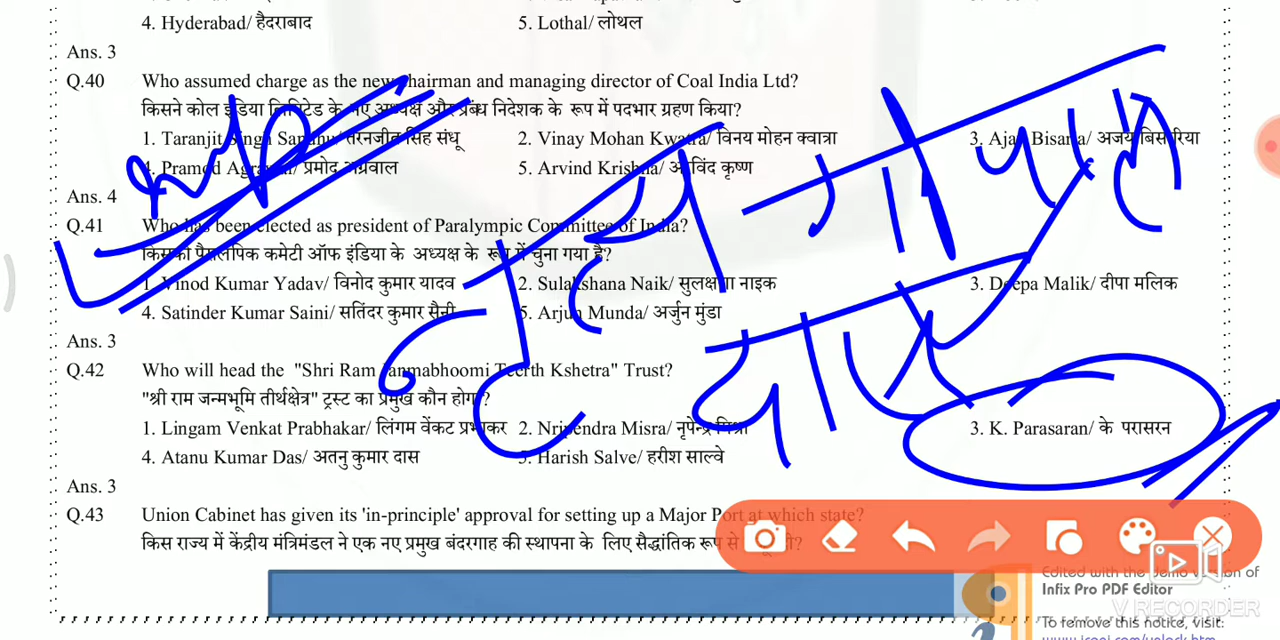 4. Hyderabad/ हैदराबाद 5. Lothal/ लोथल
Ans. 3
Q.40 Who assumed charge as the new chairman and managing director of Coal India Ltd?
किसने कोल इंडिया लिमिटेड के नए अध्यक्ष और प्रबंध निदेशक के रूप में पदभार ग्रहण किया?
1. Taranjit Singh Sandhu/ तरनजीत सिंह संधू 2. Vinay Mohan Kwatra/ विनय मोहन क्वात्रा 3. Ajay Bisaria/ अजय बिसारिया
4. Pramod Agrawal/ प्रमोद अग्रवाल 5. Arvind Krishna/ अरविंद कृष्ण
Ans. 4
Q.41 Who has been elected as president of Paralympic Committee of India?
किसको पैरालंपिक कमेटी ऑफ इंडिया के अध्यक्ष के रूप में चुना गया है?
1. Vinod Kumar Yadav/ विनोद कुमार यादव 2. Sulakshana Naik/ सुलक्षणा नाइक 3. Deepa Malik/ दीपा मलिक
4. Satinder Kumar Saini/ सतिंदर कुमार सैनी 5. Arjun Munda/ अर्जुन मुंडा
Ans. 3
Q.42 Who will head the "Shri Ram Janmabhoomi Teerth Kshetra" Trust?
"श्री राम जन्मभूमि तीर्थक्षेत्र" ट्रस्ट का प्रमुख कौन होगा?
1. Lingam Venkat Prabhakar/ लिंगम वेंकट प्रभाकर 2. Nripendra Misra/ नृपेन्द्र मिश्रा 3. K. Parasaran/ के परासरन
4. Atanu Kumar Das/ अतनु कुमार दास 5. Harish Salve/ हरीश साल्वे
Ans. 3
Q.43 Union Cabinet has given its 'in-principle' approval for setting up a Major Port at which state?
किस राज्य में केंद्रीय मंत्रिमंडल ने एक नए प्रमुख बंदरगाह की स्थापना के लिए सैद्धांतिक रूप से
Edited with the demo version of
Infix Pro PDF Editor
V RECORDER
To remove this notice, visit: